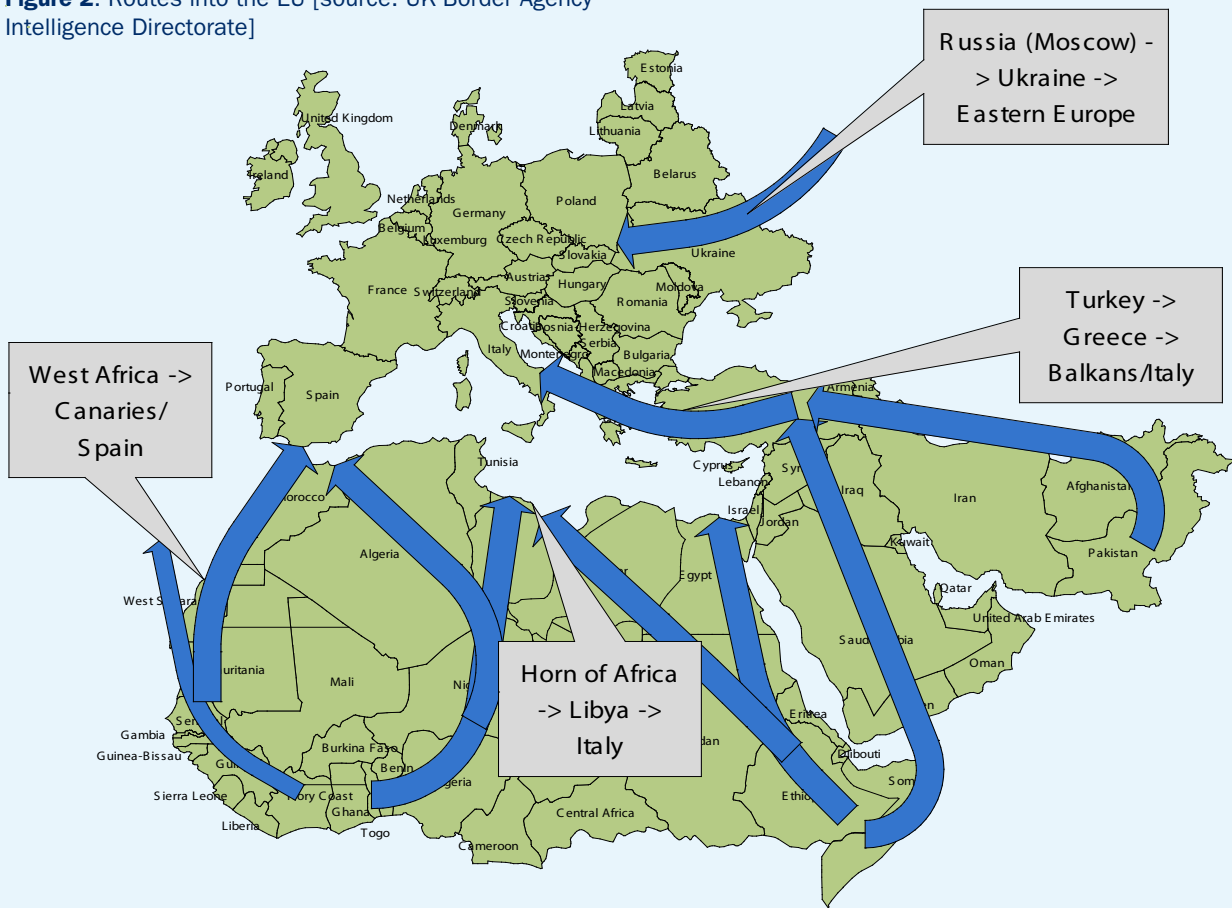 Figure 2: Routes into the EU [source: UK Border Agency
Intelligence Directorate]
Russia (Moscow) -
> Ukraine ->
Eastern Europe
Estonia
Latvia
Lithuania
United Kingdom
Denmark
Ireland
Belarus
Netherlands
Poland
Germany
Belgium
Luxemburg
Czech Republic
Ukraine
Slovakia
Austria
Hungary
Moldova
France
Switzerland
Romania
Slovenia
Croatia
Bosnia
Herzegovina
Serbia
Italy
Montenegro
Bulgaria
Macedonia
Turkey ->
Greece ->
Balkans/Italy
West Africa ->
Canaries/
Spain
Portugal
Spain
Armenia
Tunisia
Cyprus
Lebanon
Israel
Jordan
Iraq
Iran
Afghanistan
Pakistan
Kuwait
Morocco
Algeria
Egypt
Qatar
United Arab Emirates
Oman
Mali
Horn of Africa
-> Libya ->
Italy
Eritrea
Djibouti
Gambia
Guinea-Bissau
Burkina Faso
Benin
Sierra Leone
Ivory Coast
Ghana
Liberia
Togo
Cameroon
Central Africa